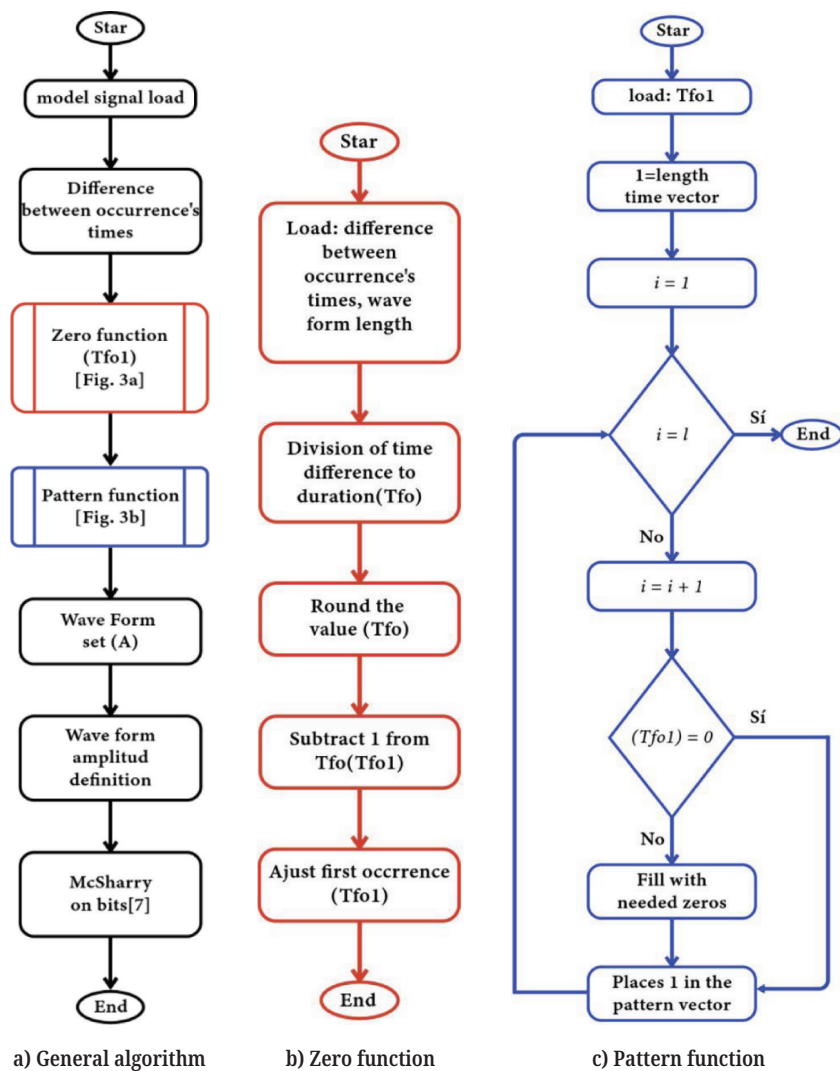 Star
model signal load
Difference
between occurrence's
times
Zero function
(Tfo1)
[Fig. 3a]
Pattern function
[Fig. 3b]
Wave Form
set (A)
Wave form
amplitud
definition
McSharry
on bits[7]
End
a) General algorithm
Star
Load: difference
between
occurrence's
times, wave
form length
Division of time
difference to
duration(Tfo)
Round the
value (Tfo)
Subtract 1 from
Tfo(Tfo1)
Ajust first occrrence
(Tfo1)
End
b) Zero function
Star
load: Tfo1
1=length
time vector
i = 1
i = l
Sí
End
No
i = i + 1
(Tfo1) = 0
Sí
No
Fill with
needed zeros
Places 1 in the
pattern vector
c) Pattern function